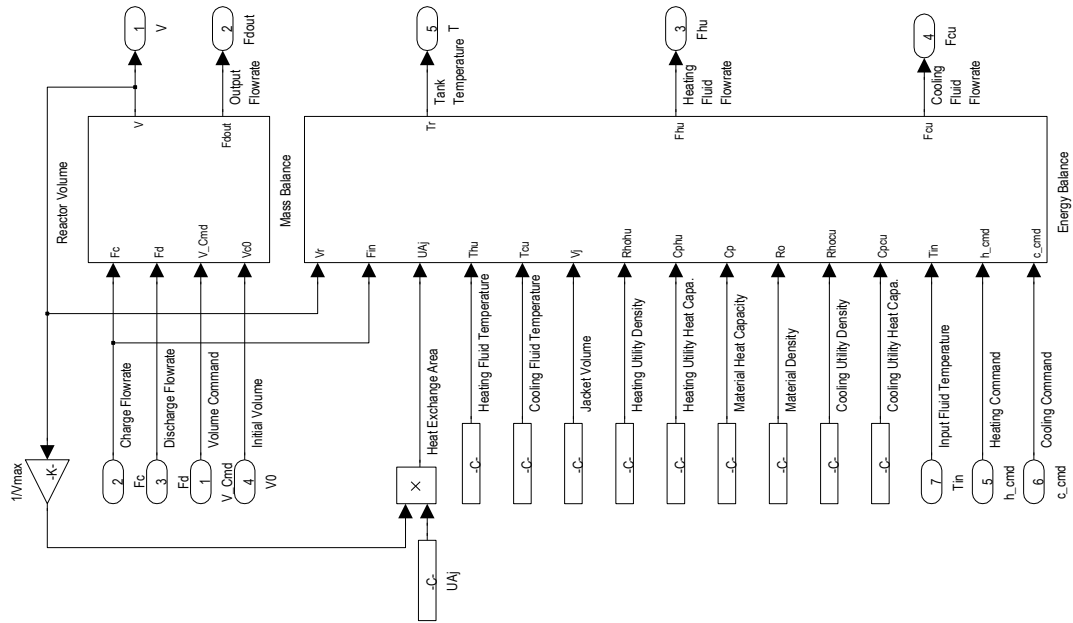 1/Vmax
-K-
Reactor Volume
2
Fc
Charge Flowrate
3
Fd
Discharge Flowrate
1
V_Cmd
Volume Command
4
V0
Initial Volume
Fc
Fd
V_Cmd
Vc0
V
Fdout
Mass Balance
1
V
Output
Flowrate
2
Fdout
-C-
UAj
×
Heat Exchange Area
-C-
Heating Fluid Temperature
-C-
Cooling Fluid Temperature
-C-
Jacket Volume
-C-
Heating Utility Density
-C-
Heating Utility Heat Capa.
-C-
Material Heat Capacity
-C-
Material Density
-C-
Cooling Utility Density
-C-
Cooling Utility Heat Capa.
7
Tin
Input Fluid Temperature
5
h_cmd
Heating Command
6
c_cmd
Cooling Command
Vr
Fin
UAj
Thu
Tcu
Vj
Rhohu
Cphu
Cp
Ro
Rhocu
Cpcu
Tin
h_cmd
c_cmd
Tr
Fhu
Fcu
Energy Balance
Tank
Temperature
5
T
Heating
Fluid
Flowrate
3
Fhu
Cooling
Fluid
Flowrate
4
Fcu